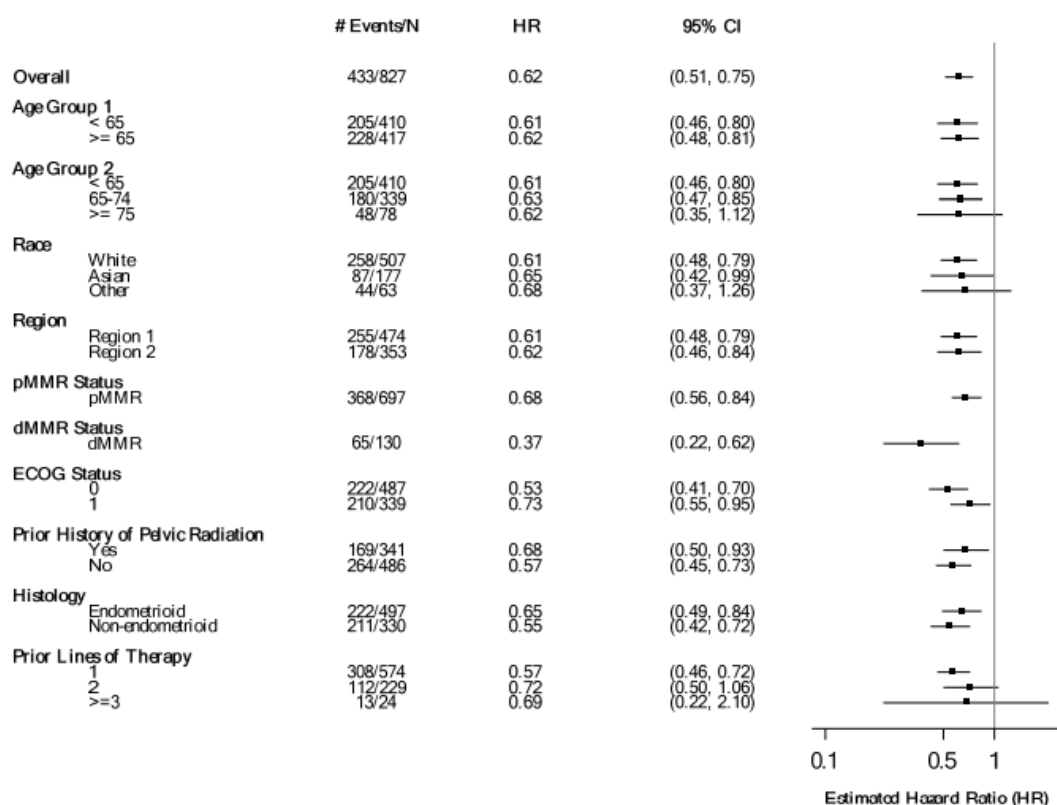 # Events/N HR 95% CI
Overall 433/827 0.62 (0.51, 0.75)
Age Group 1
< 65 205/410 0.61 (0.46, 0.80)
>= 65 228/417 0.62 (0.48, 0.81)
Age Group 2
< 65 205/410 0.61 (0.46, 0.80)
65-74 180/339 0.63 (0.47, 0.85)
>= 75 48/78 0.62 (0.35, 1.12)
Race
White 258/507 0.61 (0.48, 0.79)
Asian 87/177 0.65 (0.42, 0.99)
Other 44/63 0.68 (0.37, 1.26)
Region
Region 1 255/474 0.61 (0.48, 0.79)
Region 2 178/353 0.62 (0.46, 0.84)
pMMR Status
pMMR 368/697 0.68 (0.56, 0.84)
dMMR Status
dMMR 65/130 0.37 (0.22, 0.62)
ECOG Status
0 222/487 0.53 (0.41, 0.70)
1 210/339 0.73 (0.55, 0.95)
Prior History of Pelvic Radiation
Yes 169/341 0.68 (0.50, 0.93)
No 264/486 0.57 (0.45, 0.73)
Histology
Endometrioid 222/497 0.65 (0.49, 0.84)
Non-endometrioid 211/330 0.55 (0.42, 0.72)
Prior Lines of Therapy
1 308/574 0.57 (0.46, 0.72)
2 112/229 0.72 (0.50, 1.06)
>=3 13/24 0.69 (0.22, 2.10)
0.1 0.5 1
Estimated Hazard Ratio (HR)